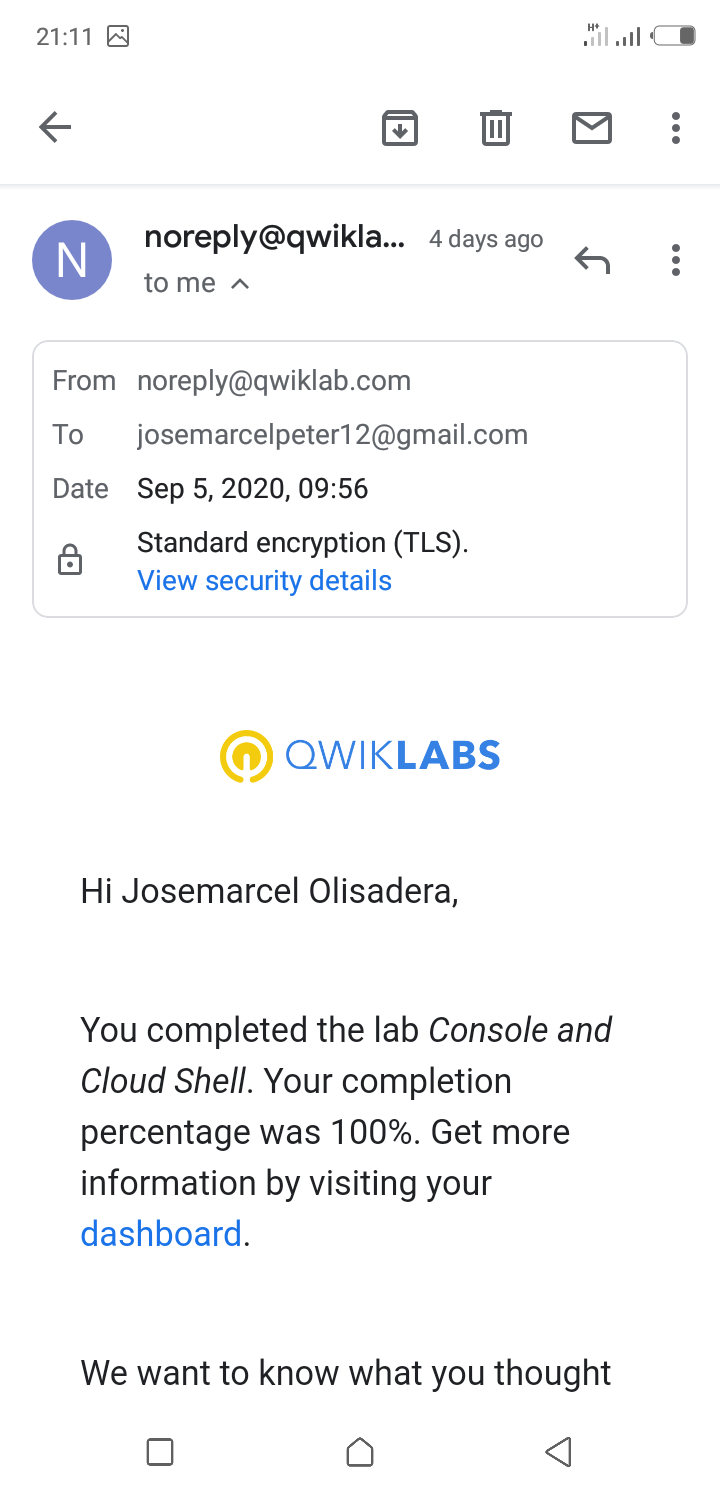 21:11
H+
noreply@qwikla... 4 days ago
N
to me
From noreply@qwiklab.com
To josemarcelpeter12@gmail.com
Date Sep 5, 2020, 09:56
Standard encryption (TLS).
View security details
QWIKLABS
Hi Josemarcel Olisadera,
You completed the lab Console and
Cloud Shell. Your completion
percentage was 100%. Get more
information by visiting your
dashboard.
We want to know what you thought